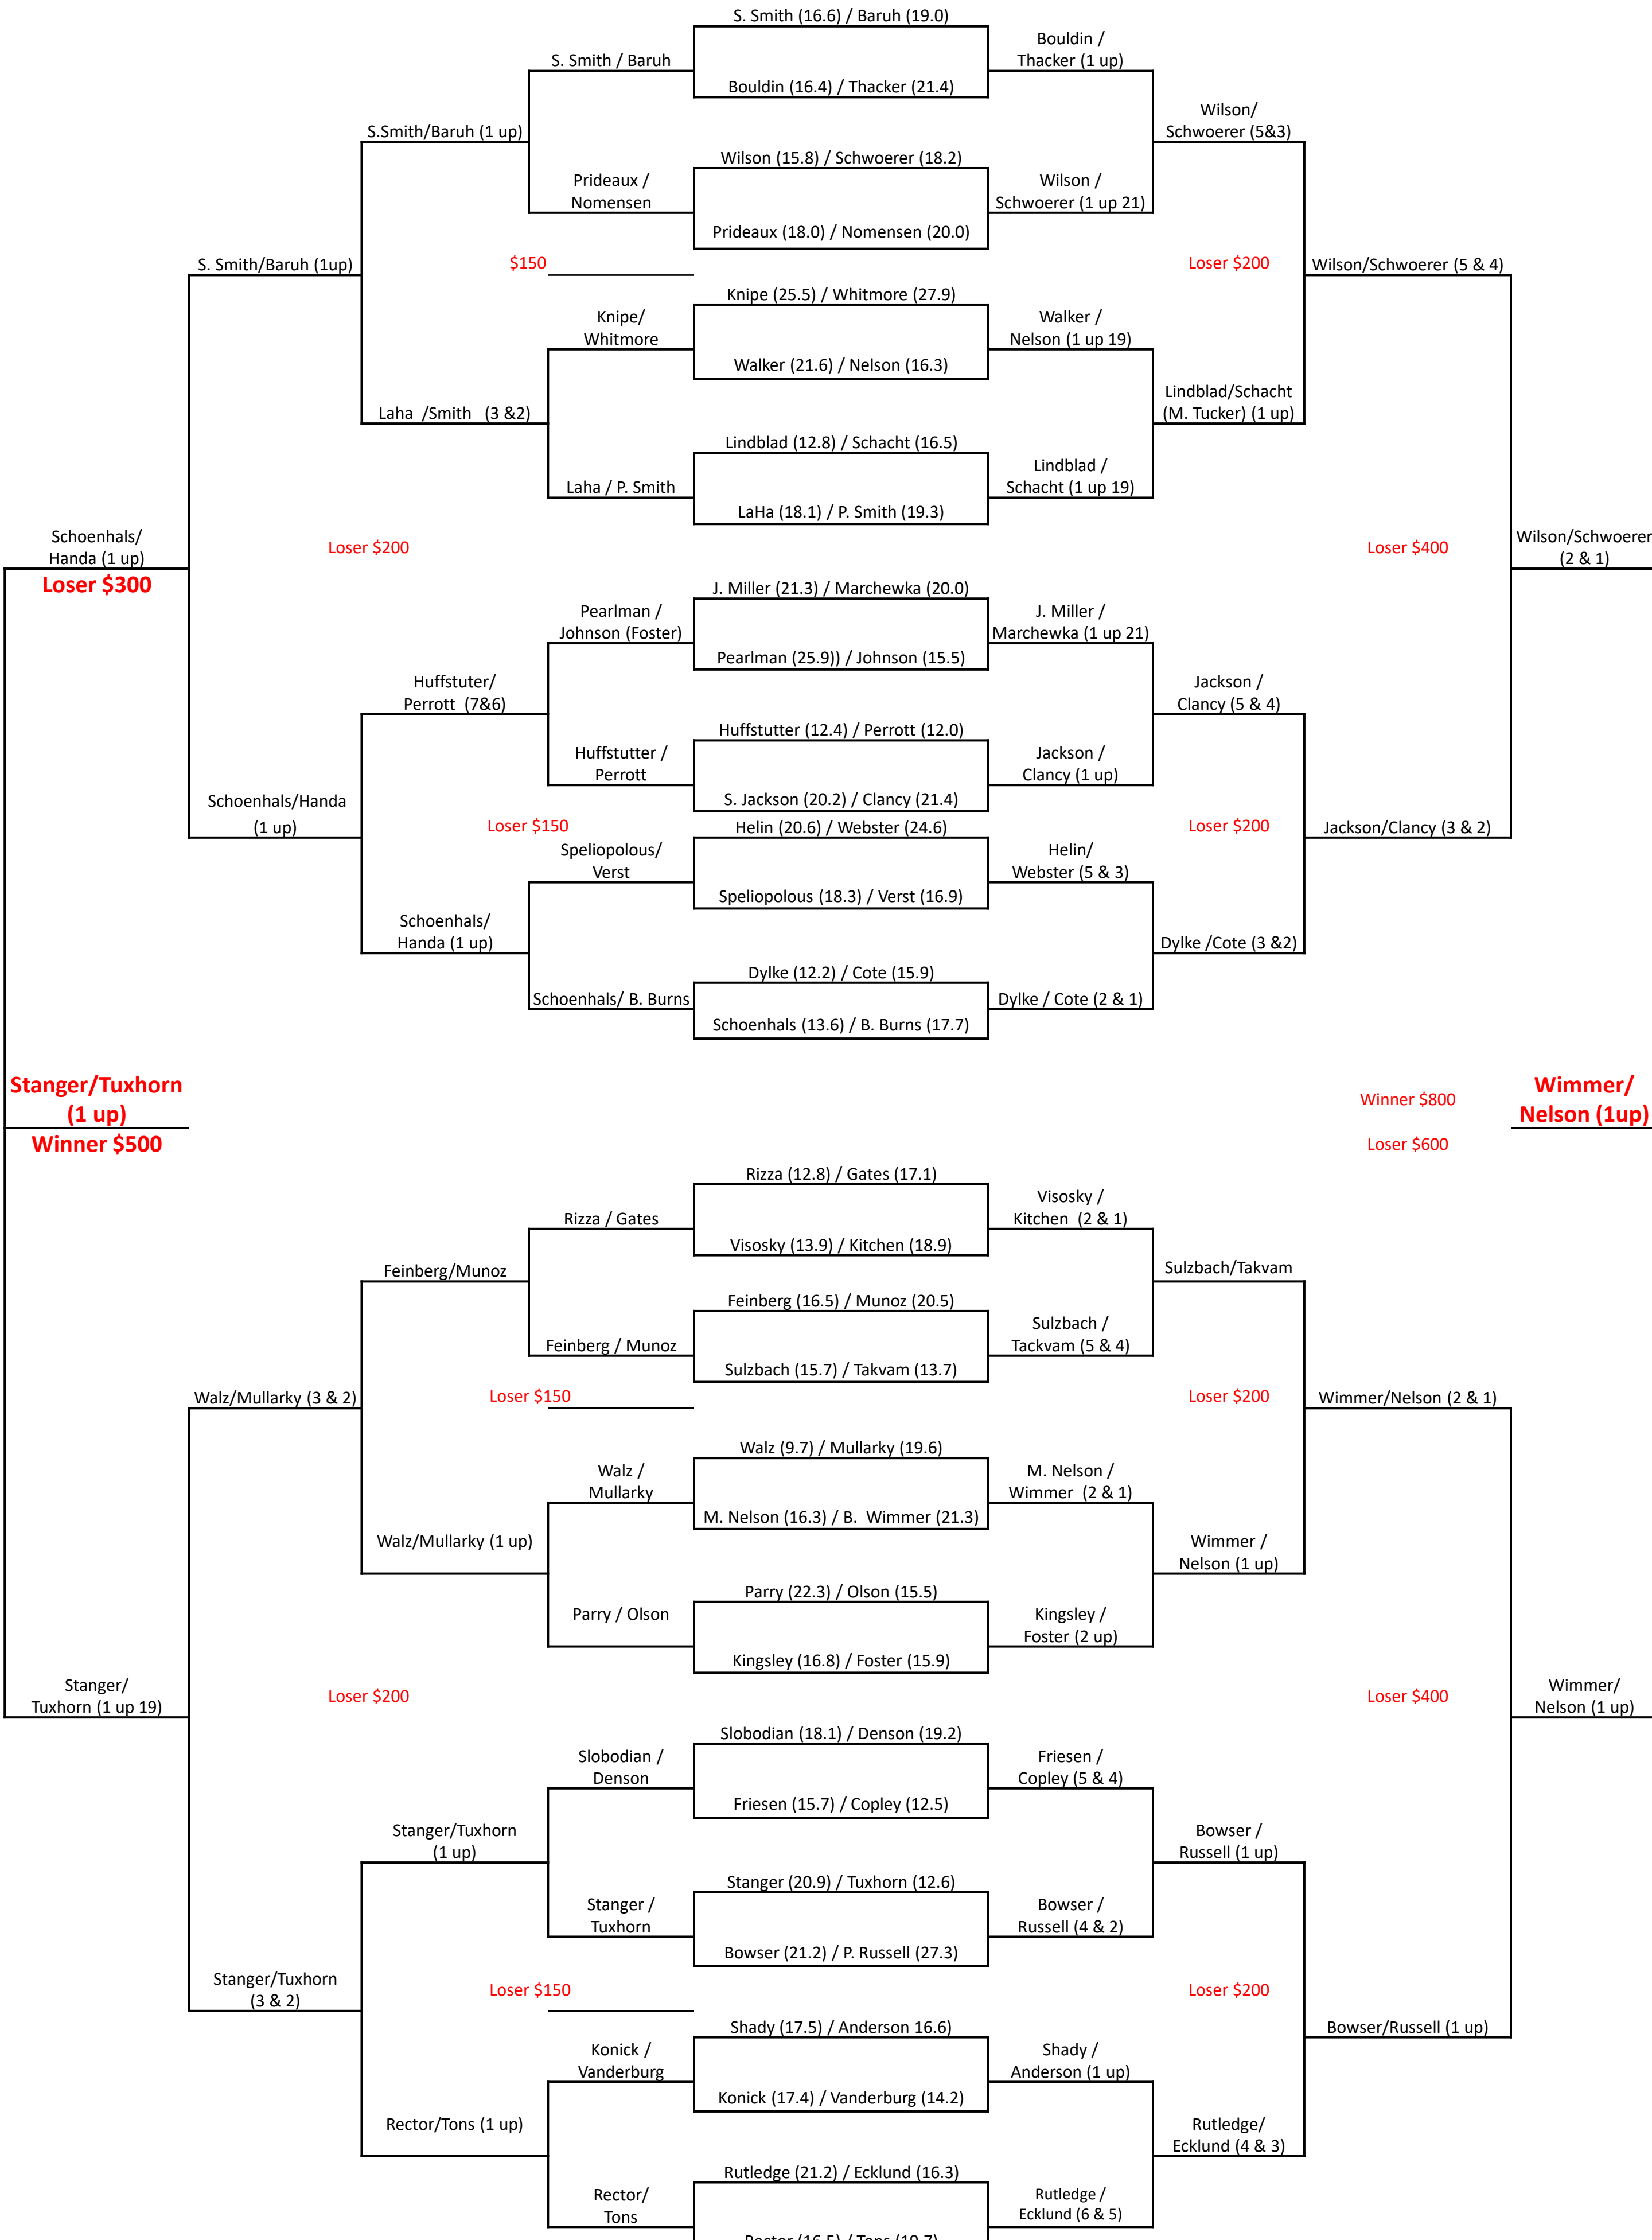 S. Smith (16.6) / Baruh (19.0)
Bouldin /
Thacker (1 up)
S. Smith / Baruh
Bouldin (16.4) / Thacker (21.4)
Wilson/
Schwoerer (5&3)
S.Smith/Baruh (1 up)
Wilson (15.8) / Schwoerer (18.2)
Prideaux /
Nomensen
Wilson /
Schwoerer (1 up 21)
Prideaux (18.0) / Nomensen (20.0)
S. Smith/Baruh (1up)
$150
Loser $200
Wilson/Schwoerer (5 & 4)
Knipe (25.5) / Whitmore (27.9)
Knipe/
Whitmore
Walker /
Nelson (1 up 19)
Walker (21.6) / Nelson (16.3)
Laha /Smith (3 &2)
Lindblad/Schacht
(M. Tucker) (1 up)
Lindblad (12.8) / Schacht (16.5)
Laha / P. Smith
Lindblad /
Schacht (1 up 19)
LaHa (18.1) / P. Smith (19.3)
Schoenhals/
Handa (1 up)
Loser $300
Loser $200
Loser $400
Wilson/Schwoerer
(2 & 1)
J. Miller (21.3) / Marchewka (20.0)
Pearlman /
Johnson (Foster)
J. Miller /
Marchewka (1 up 21)
Pearlman (25.9)) / Johnson (15.5)
Huffstuter/
Perrott (7&6)
Jackson /
Clancy (5 & 4)
Huffstutter (12.4) / Perrott (12.0)
Huffstutter /
Perrott
Jackson /
Clancy (1 up)
S. Jackson (20.2) / Clancy (21.4)
Schoenhals/Handa
(1 up)
Loser $150
Helin (20.6) / Webster (24.6)
Loser $200
Jackson/Clancy (3 & 2)
Speliopolous/
Verst
Helin/
Webster (5 & 3)
Speliopolous (18.3) / Verst (16.9)
Schoenhals/
Handa (1 up)
Dylke /Cote (3 &2)
Dylke (12.2) / Cote (15.9)
Schoenhals/ B. Burns
Dylke / Cote (2 & 1)
Schoenhals (13.6) / B. Burns (17.7)
Stanger/Tuxhorn
(1 up)
Winner $500
Winner $800
Loser $600
Wimmer/
Nelson (1up)
Rizza (12.8) / Gates (17.1)
Rizza / Gates
Visosky /
Kitchen (2 & 1)
Visosky (13.9) / Kitchen (18.9)
Feinberg/Munoz
Sulzbach/Takvam
Feinberg (16.5) / Munoz (20.5)
Feinberg / Munoz
Sulzbach /
Tackvam (5 & 4)
Sulzbach (15.7) / Takvam (13.7)
Walz/Mullarky (3 & 2)
Loser $150
Loser $200
Wimmer/Nelson (2 & 1)
Walz (9.7) / Mullarky (19.6)
Walz /
Mullarky
M. Nelson /
Wimmer (2 & 1)
M. Nelson (16.3) / B. Wimmer (21.3)
Walz/Mullarky (1 up)
Wimmer /
Nelson (1 up)
Parry (22.3) / Olson (15.5)
Parry / Olson
Kingsley /
Foster (2 up)
Kingsley (16.8) / Foster (15.9)
Stanger/
Tuxhorn (1 up 19)
Loser $200
Loser $400
Wimmer/
Nelson (1 up)
Slobodian (18.1) / Denson (19.2)
Slobodian /
Denson
Friesen /
Copley (5 & 4)
Friesen (15.7) / Copley (12.5)
Stanger/Tuxhorn
(1 up)
Bowser /
Russell (1 up)
Stanger (20.9) / Tuxhorn (12.6)
Stanger /
Tuxhorn
Bowser /
Russell (4 & 2)
Bowser (21.2) / P. Russell (27.3)
Stanger/Tuxhorn
(3 & 2)
Loser $150
Loser $200
Shady (17.5) / Anderson 16.6)
Bowser/Russell (1 up)
Konick /
Vanderburg
Shady /
Anderson (1 up)
Konick (17.4) / Vanderburg (14.2)
Rector/Tons (1 up)
Rutledge/
Ecklund (4 & 3)
Rutledge (21.2) / Ecklund (16.3)
Rector/
Tons
Rutledge /
Ecklund (6 & 5)
Rector (16.5) / Tons (19.7)